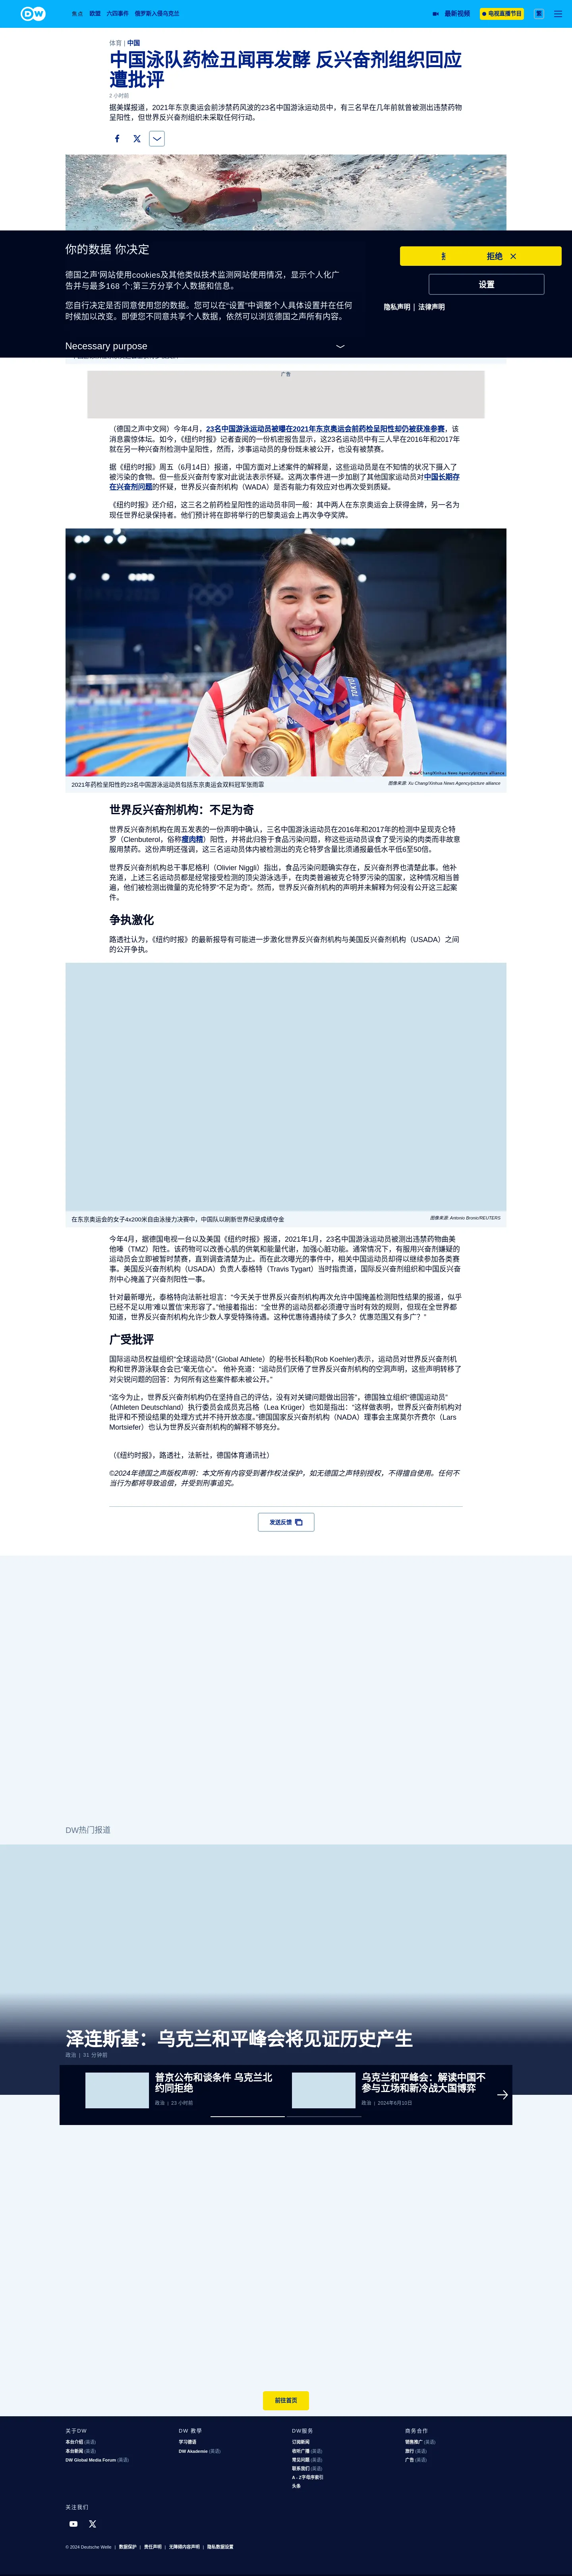 DW
焦点 欧盟 六四事件 俄罗斯入侵乌克兰
最新视频
电视直播节目
繁
体育 | 中国
中国泳队药检丑闻再发酵 反兴奋剂组织回应
遭批评
2 小时前
据美媒报道，2021年东京奥运会前涉禁药风波的23名中国游泳运动员中，有三名早在几年前就曾被测出违禁药物
呈阳性，但世界反兴奋剂组织未采取任何行动。
你的数据 你决定
德国之声'网站使用cookies及其他类似技术监测网站使用情况，显示个人化广
告并与最多168 个;第三方分享个人数据和信息。
您自行决定是否同意使用您的数据。您可以在"设置"中调整个人具体设置并在任何
时候加以改变。即便您不同意共享个人数据，依然可以浏览德国之声所有内容。
Necessary purpose
拒绝
设置
隐私声明 | 法律声明
广告
（德国之声中文网）今年4月，23名中国游泳运动员被曝在2021年东京奥运会前药检呈阳性却仍被获准参赛，该
消息震惊体坛。如今，《纽约时报》记者查阅的一份机密报告显示，这23名运动员中有三人早在2016年和2017年
就在另一种兴奋剂检测中呈阳性，然而，涉事运动员的身份既未被公开，也没有被禁赛。
据《纽约时报》周五（6月14日）报道，中国方面对上述案件的解释是，这些运动员是在不知情的状况下摄入了
被污染的食物。但一些反兴奋剂专家对此说法表示怀疑。这两次事件进一步加剧了其他国家运动员对中国长期存
在兴奋剂问题的怀疑，世界反兴奋剂机构（WADA）是否有能力有效应对也再次受到质疑。
《纽约时报》还介绍，这三名之前药检呈阳性的运动员非同一般：其中两人在东京奥运会上获得金牌，另一名为
现任世界纪录保持者。他们预计将在即将举行的巴黎奥运会上再次争夺奖牌。
2021年药检呈阳性的23名中国游泳运动员包括东京奥运会双料冠军张雨霏
图像来源: Xu Chang/Xinhua News Agency/picture alliance
世界反兴奋剂机构：不足为奇
世界反兴奋剂机构在周五发表的一份声明中确认，三名中国游泳运动员在2016年和2017年的检测中呈现克仑特
罗（Clenbuterol，俗称瘦肉精）阳性，并将此归咎于食品污染问题，称这些运动员误食了受污染的肉类而非故意
服用禁药。这份声明中还指出，这三名运动员体内被检测出的克仑特罗含量比须通报最低水平低6至50倍。
世界反兴奋剂机构总干事尼格利（Olivier Niggli）指出，食品污染问题确实存在，反兴奋剂界也清楚此事。他补
充道，上述三名运动员都是经常接受检测的顶尖游泳选手，在肉类普遍被克仑特罗污染的国家，这种情况相当普
遍，他们被检测出微量的克伦特罗"不足为奇"。然而，世界反兴奋剂机构的声明并未解释为何没有公开这三起案
件。
争执激化
路透社认为，《纽约时报》的最新报导有可能进一步激化世界反兴奋剂机构与美国反兴奋剂机构（USADA）之间
的公开争执。
在东京奥运会的女子4x200米自由泳接力决赛中，中国队以刷新世界纪录成绩夺金
图像来源: Antonio Bronic/REUTERS
今年4月，据德国电视一台以及美国《纽约时报》报道，2021年1月，23名中国游泳运动员被测出违禁药物曲美
他嗪（TMZ）阳性。该药物可以改善心肌的供氧和能量代谢，加强心脏功能。通常情况下，有服用兴奋剂嫌疑的
运动员会立即被暂时禁赛，直到调查清楚为止。而在此次曝光的事件中，相关中国运动员却得以继续参加各类
赛事。美国反兴奋剂机构（USADA）负责人泰格特（Travis Tygart）当时指责道，国际反兴奋剂组织和中国反兴奋
剂中心掩盖了兴奋剂阳性一事。
针对最新曝光，泰格特向法新社坦言："今天关于世界反兴奋剂机构再次允许中国掩盖检测阳性结果的报道，似乎
已经不足以用'难以置信'来形容了。"他接着指出："全世界的运动员都必须遵守当时有效的规则，但现在全世界都
知道，世界反兴奋剂机构允许少数人享受特殊待遇。这种优惠待遇持续了多久？优惠范围又有多广？"
广受批评
国际运动员权益组织"全球运动员"（Global Athlete）的秘书长科勒(Rob Koehler)表示，运动员对世界反兴奋剂机
构和世界游泳联合会已"毫无信心"。 他补充道："运动员们厌倦了世界反兴奋剂机构的空洞声明，这些声明转移了
对尖锐问题的回答：为何所有这些案件都未被公开。"
"迄今为止，世界反兴奋剂机构仍在坚持自己的评估，没有对关键问题做出回答"，德国独立组织"德国运动员"
（Athleten Deutschland）执行委员会成员克吕格（Lea Krüger）也如是指出："这样做表明，世界反兴奋剂机构对
批评和不预设结果的处理方式并不持开放态度。"德国国家反兴奋剂机构（NADA）理事会主席莫尔齐费尔（Lars
Mortsiefer）也认为世界反兴奋剂机构的解释不够充分。
（《纽约时报》，路透社，法新社，德国体育通讯社）
©2024年德国之声版权声明：本文所有内容受到著作权法保护，如无德国之声特别授权，不得擅自使用。任何不
当行为都将导致追偿，并受到刑事追究。
发送反馈
DW热门报道
泽连斯基：乌克兰和平峰会将见证历史产生
政治 | 31 分钟前
普京公布和谈条件 乌克兰北
约同拒绝
政治 | 23 小时前
乌克兰和平峰会：解读中国不
参与立场和新冷战大国博弈
政治 | 2024年6月10日
前往首页
关于DW
本台介绍 (英语)
本台新闻 (英语)
DW Global Media Forum (英语)
DW 教學
学习德语
DW Akademie (英语)
DW服务
订阅新闻
收听广播 (英语)
常见问题 (英语)
联系我们 (英语)
A - Z字母序索引
头条
商务合作
销售推广 (英语)
旅行 (英语)
广告 (英语)
关注我们
© 2024 Deutsche Welle | 数据保护 | 责任声明 | 无障碍内容声明 | 隐私数据设置